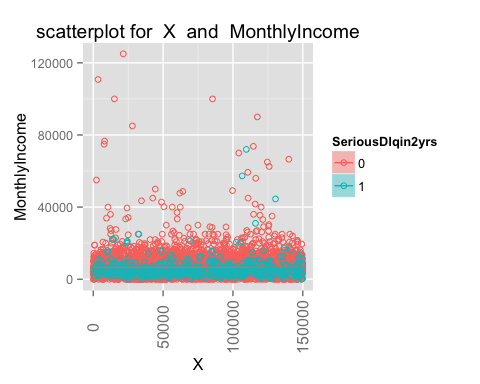 scatterplot for X and MonthlyIncome
120000
80000
40000
0
MonthlyIncome
0
50000
100000
150000
X
SeriousDlqin2yrs
0
1